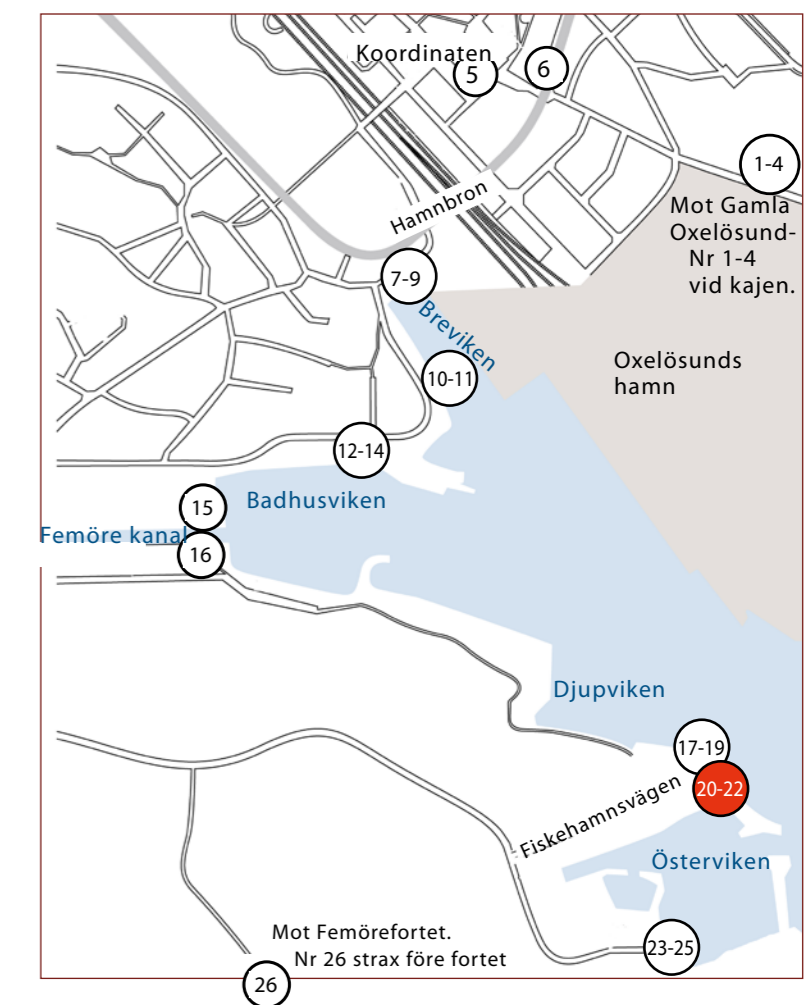 Koordinaten
5
6
1-4
Mot Gamla
Oxelösund-
Nr 1-4
vid kajen.
Hamnbron
7-9
Breviken
10-11
Oxelösunds
hamn
12-14
Badhusviken
15
Femöre kanal
16
Djupviken
17-19
20-22
Fiskehamnsvägen
Österviken
Mot Femörefortet.
Nr 26 strax före fortet
23-25
26